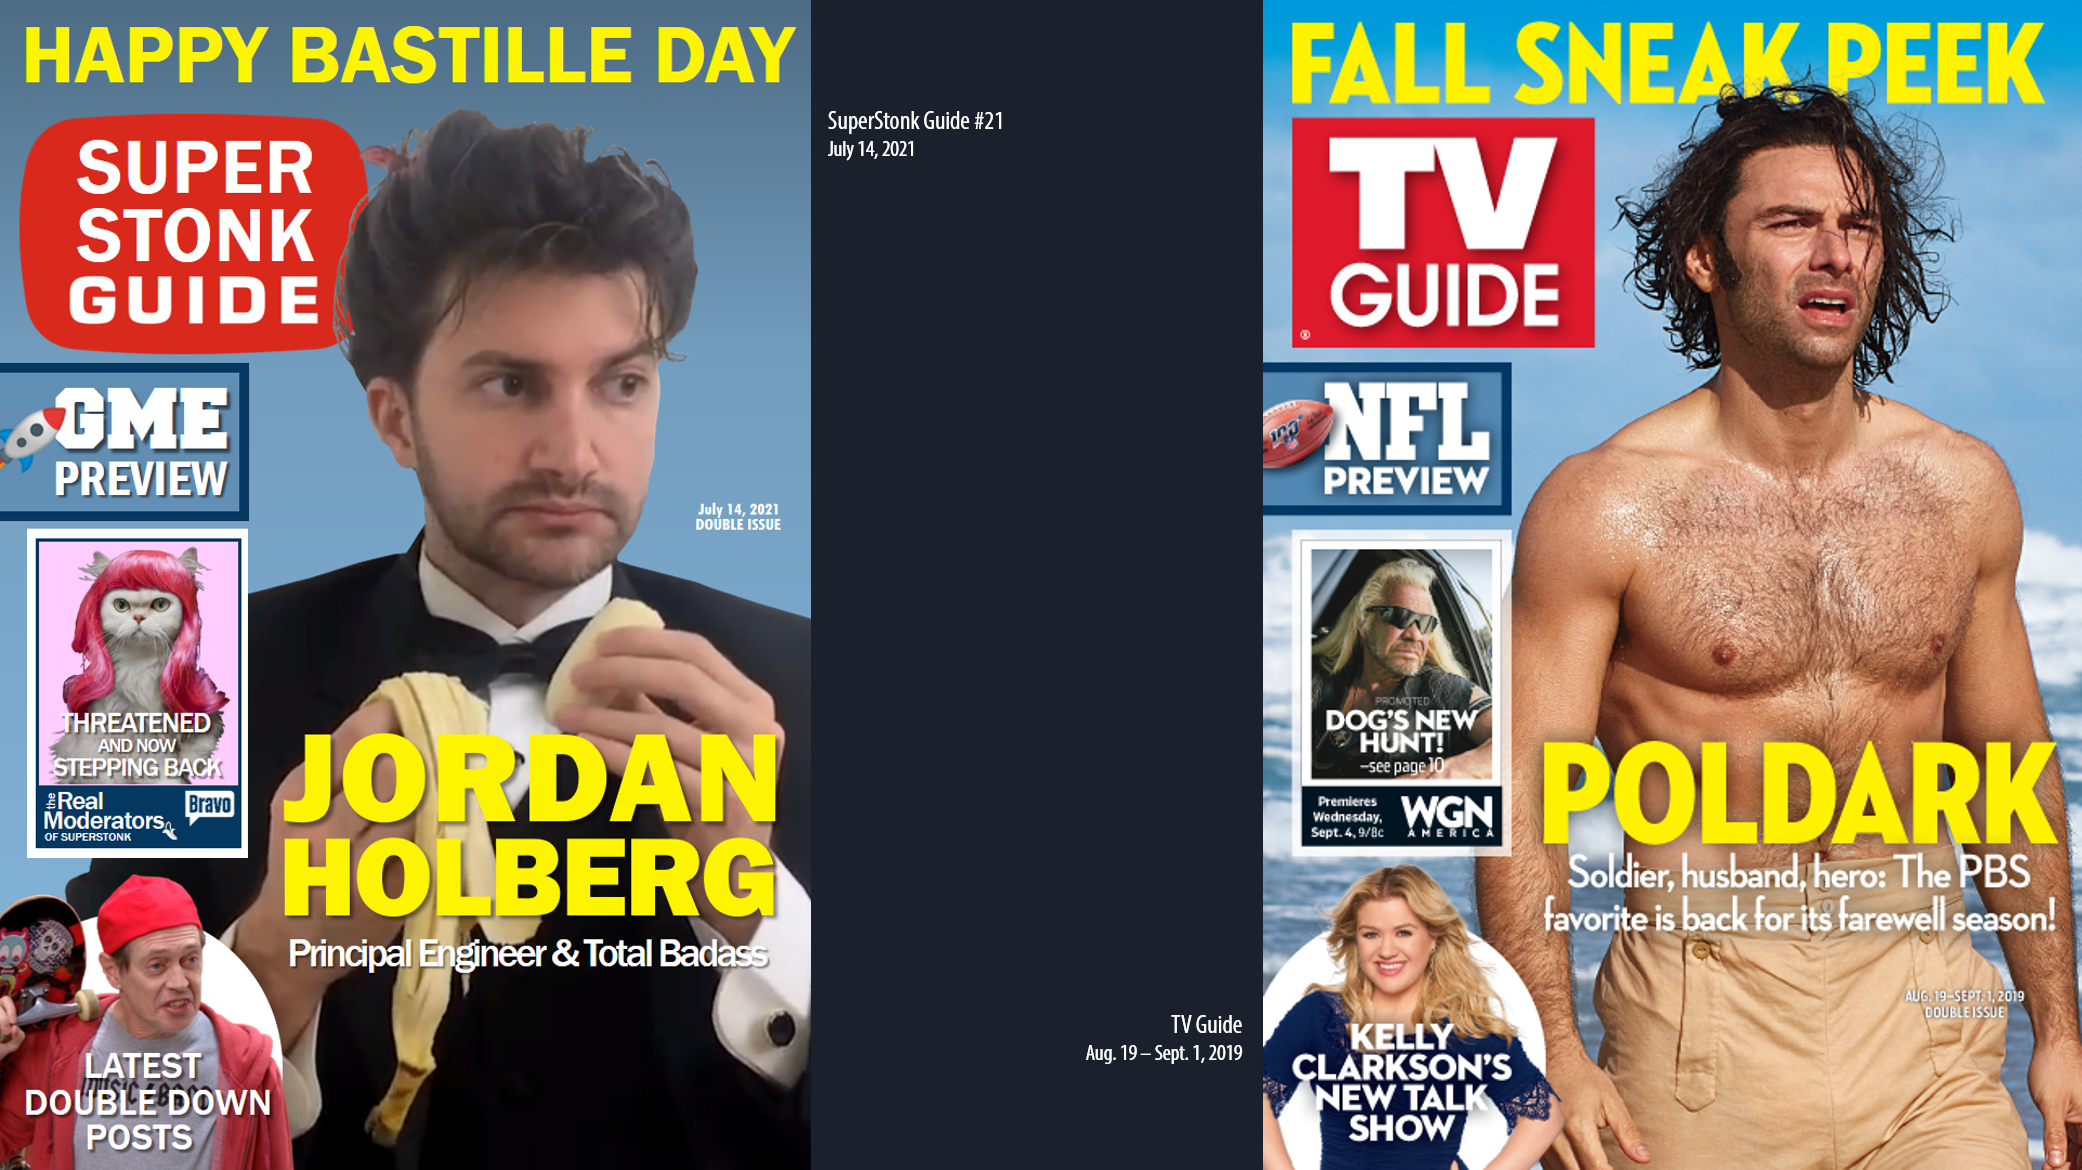 HAPPY BASTILLE DAY
SUPER
STONK
GUIDE
GME
PREVIEW
July 14, 2021
DOUBLE ISSUE
THREATENED
AND NOW
STEPPING BACK
the Real
Moderators
OF SUPERSTONK
Bravo
JORDAN
HOLBERG
Principal Engineer & Total Badass
LATEST
DOUBLE DOWN
POSTS
SuperStonk Guide #21
July 14, 2021
TV Guide
Aug. 19 – Sept. 1, 2019
FALL SNEAK PEEK
TV
GUIDE
®
100
NFL
PREVIEW
PROMOTED
DOG'S NEW
HUNT!
–see page 10
Premieres
Wednesday,
Sept. 4, 9/8c
WGN
AMERICA
POLDARK
Soldier, husband, hero: The PBS
favorite is back for its farewell season!
AUG. 19–SEPT. 1, 2019
DOUBLE ISSUE
KELLY
CLARKSON'S
NEW TALK
SHOW